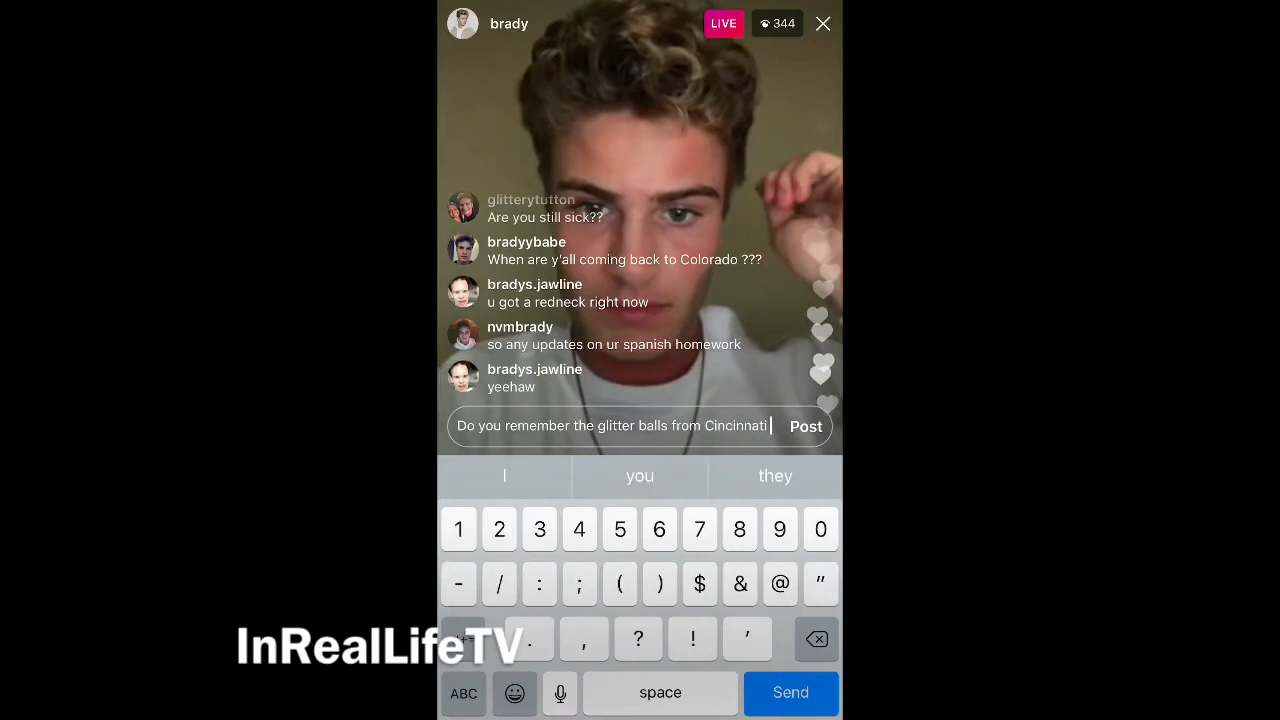 brady
LIVE
344
glitterytutton
Are you still sick??
bradyybabe
When are y'all coming back to Colorado ???
bradys.jawline
u got a redneck right now
nvmbrady
so any updates on ur spanish homework
bradys.jawline
yeehaw
Do you remember the glitter balls from Cincinnati
Post
I you they
1 2 3 4 5 6 7 8 9 0
- / : ; ( ) $ & @ "
. , ? ! '
InRealLifeTV
ABC space Send